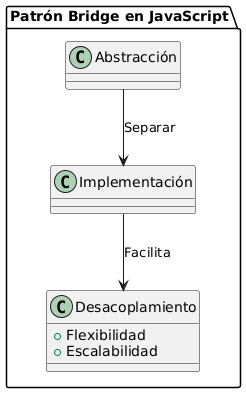 Patrón Bridge en JavaScript
C Abstracción
Separar
C Implementación
Facilita
C Desacoplamiento
Flexibilidad
Escalabilidad